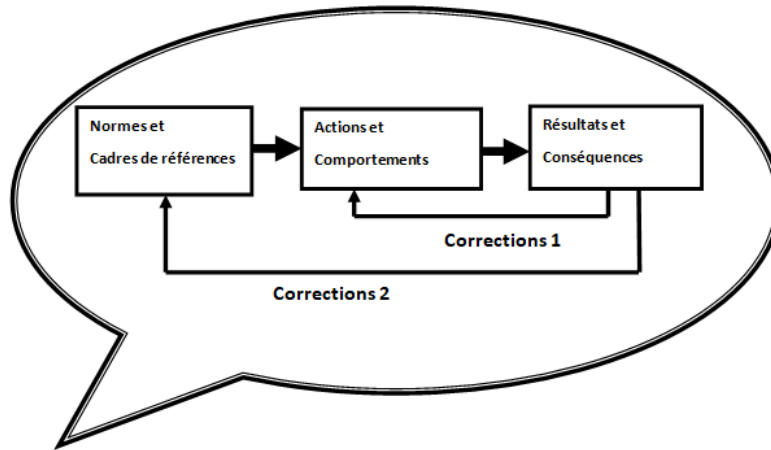 Normes et
Cadres de références
Actions et
Comportements
Résultats et
Conséquences
Corrections 1
Corrections 2